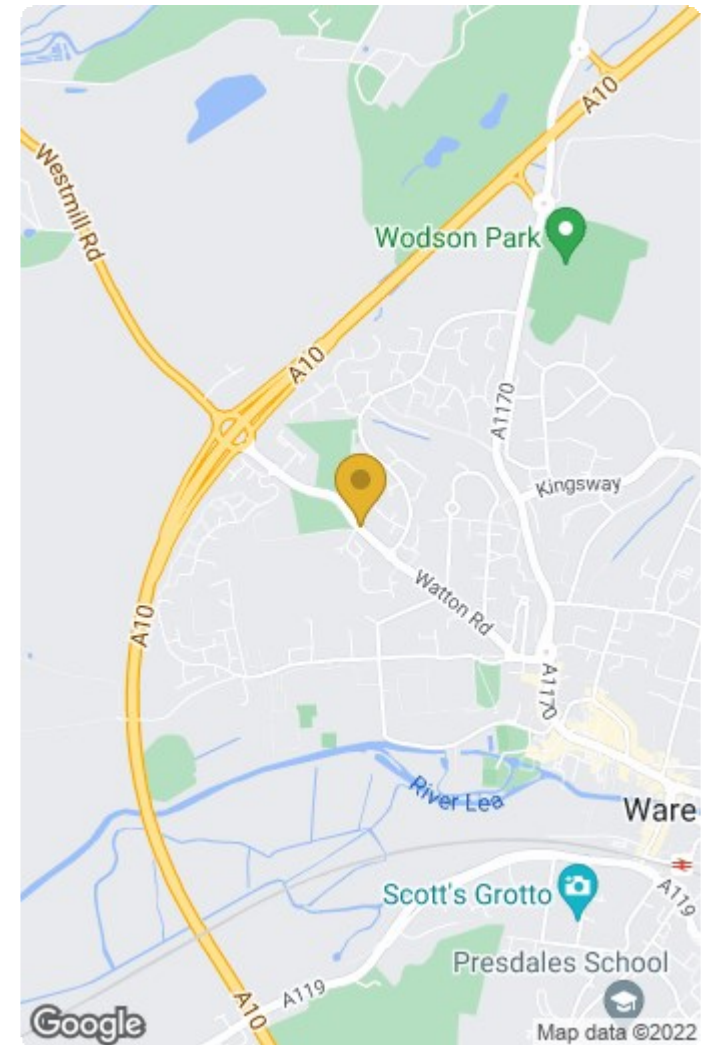 A10
Westmill Rd
Wodson Park
A10
A1170
Kingsway
Watton Rd
A10
A1170
River Lea
Ware
Scott's Grotto
A119
Presdales School
A119
A10
Google
Map data ©2022